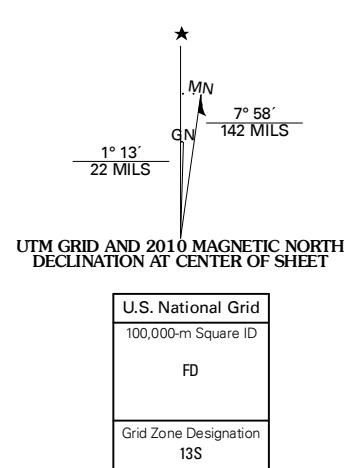 ★
MN
7° 58´
142 MILS
GN
1° 13´
22 MILS
UTM GRID AND 2010 MAGNETIC NORTH
DECLINATION AT CENTER OF SHEET
U.S. National Grid
100,000-m Square ID
FD
Grid Zone Designation
13S